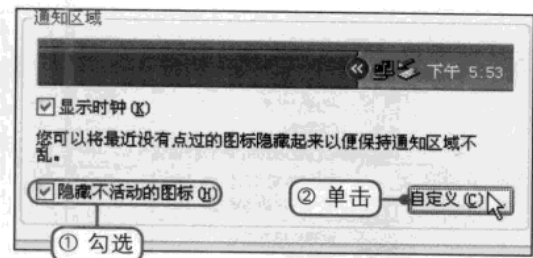 通知区域
下午 5.53
显示时钟(K)
您可以将最近没有点过的图标隐藏起来以便保持通知区域不
乱。
隐藏不活动的图标(H)
② 单击
自定义(C)
① 勾选